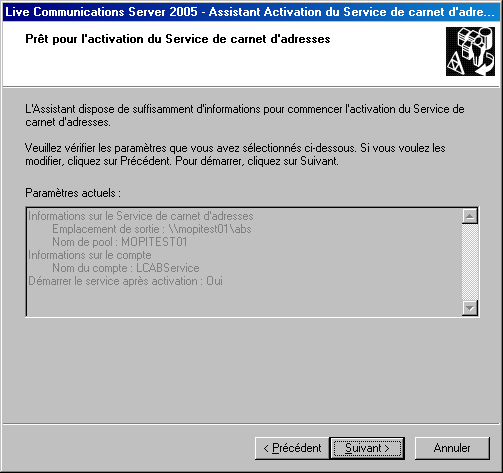 Live Communications Server 2005 - Assistant Activation du Service de carnet d'adre...
Prêt pour l'activation du Service de carnet d'adresses
L'Assistant dispose de suffisamment d'informations pour commencer l'activation du Service de
carnet d'adresses.
Veuillez vérifier les paramètres que vous avez sélectionnés ci-dessous. Si vous voulez les
modifier, cliquez sur Précédent. Pour démarrer, cliquez sur Suivant.
Paramètres actuels :
Informations sur le Service de carnet d'adresses
Emplacement de sortie : \\mopitest01\abs
Nom de pool : MOPITEST01
Informations sur le compte
Nom du compte : LCABService
Démarrer le service après activation : Oui
< Précédent Suivant > Annuler